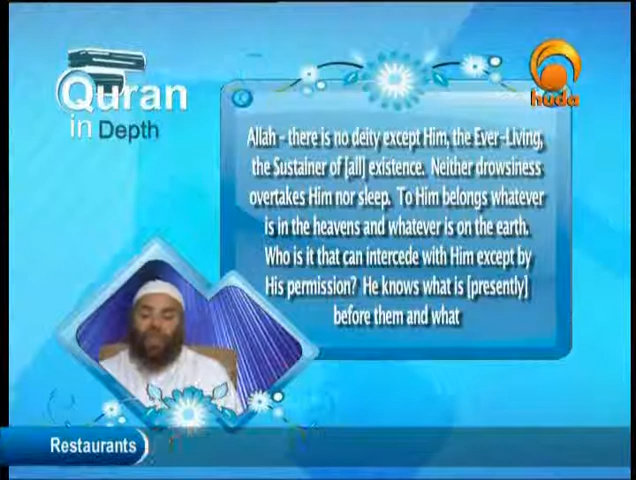 Quran
in Depth
huda
Allah - there is no deity except Him, the Ever-Living,
the Sustainer of [all] existence. Neither drowsiness
overtakes Him nor sleep. To Him belongs whatever
is in the heavens and whatever is on the earth.
Who is it that can intercede with Him except by
His permission? He knows what is [presently]
before them and what
Restaurants